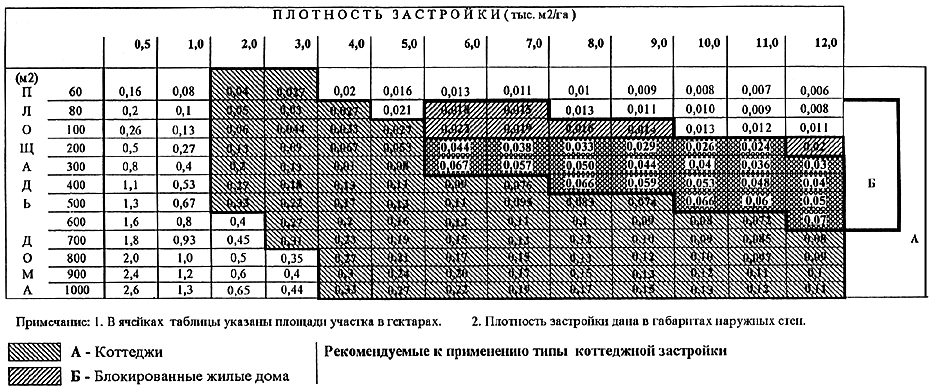 ПЛОТНОСТЬ ЗАСТРОЙКИ (тыс. м2/га)
0,5 1,0 2,0 3,0 4,0 5,0 6,0 7,0 8,0 9,0 10,0 11,0 12,0
(м2)
П 60 0,16 0,08 0,04 0,027 0,02 0,016 0,013 0,011 0,01 0,009 0,008 0,007 0,006
Л 80 0,2 0,1 0,05 0,03 0,027 0,021 0,018 0,015 0,013 0,011 0,010 0,009 0,008
О 100 0,26 0,13 0,06 0,044 0,033 0,027 0,022 0,019 0,016 0,014 0,013 0,012 0,011
Щ 200 0,5 0,27 0,13 0,09 0,067 0,053 0,044 0,038 0,033 0,029 0,026 0,024 0,02
А 300 0,8 0,4 0,2 0,13 0,08 0,067 0,057 0,050 0,044 0,04 0,036 0,03
Д 400 1,1 0,53 0,27 0,18 0,13 0,11 0,09 0,076 0,066 0,059 0,053 0,048 0,04
Ь 500 1,3 0,67 0,33 0,22 0,17 0,13 0,11 0,095 0,083 0,074 0,066 0,06 0,05
600 1,6 0,8 0,4 0,27 0,2 0,16 0,13 0,11 0,1 0,09 0,08 0,072 0,07
Д 700 1,8 0,93 0,45 0,31 0,23 0,19 0,15 0,13 0,12 0,10 0,09 0,085 0,08
О 800 2,0 1,0 0,5 0,35 0,27 0,21 0,17 0,15 0,13 0,12 0,10 0,097 0,09
М 900 2,4 1,2 0,6 0,4 0,3 0,24 0,20 0,17 0,15 0,13 0,12 0,11 0,1
А 1000 2,6 1,3 0,65 0,44 0,33 0,27 0,22 0,19 0,17 0,15 0,13 0,12 0,11
Б
А
Примечание: 1. В ячейках таблицы указаны площади участка в гектарах. 2. Плотность застройки дана в габаритах наружных стен.
А - Коттеджи
Рекомендуемые к применению типы коттеджной застройки
Б - Блокированные жилые дома